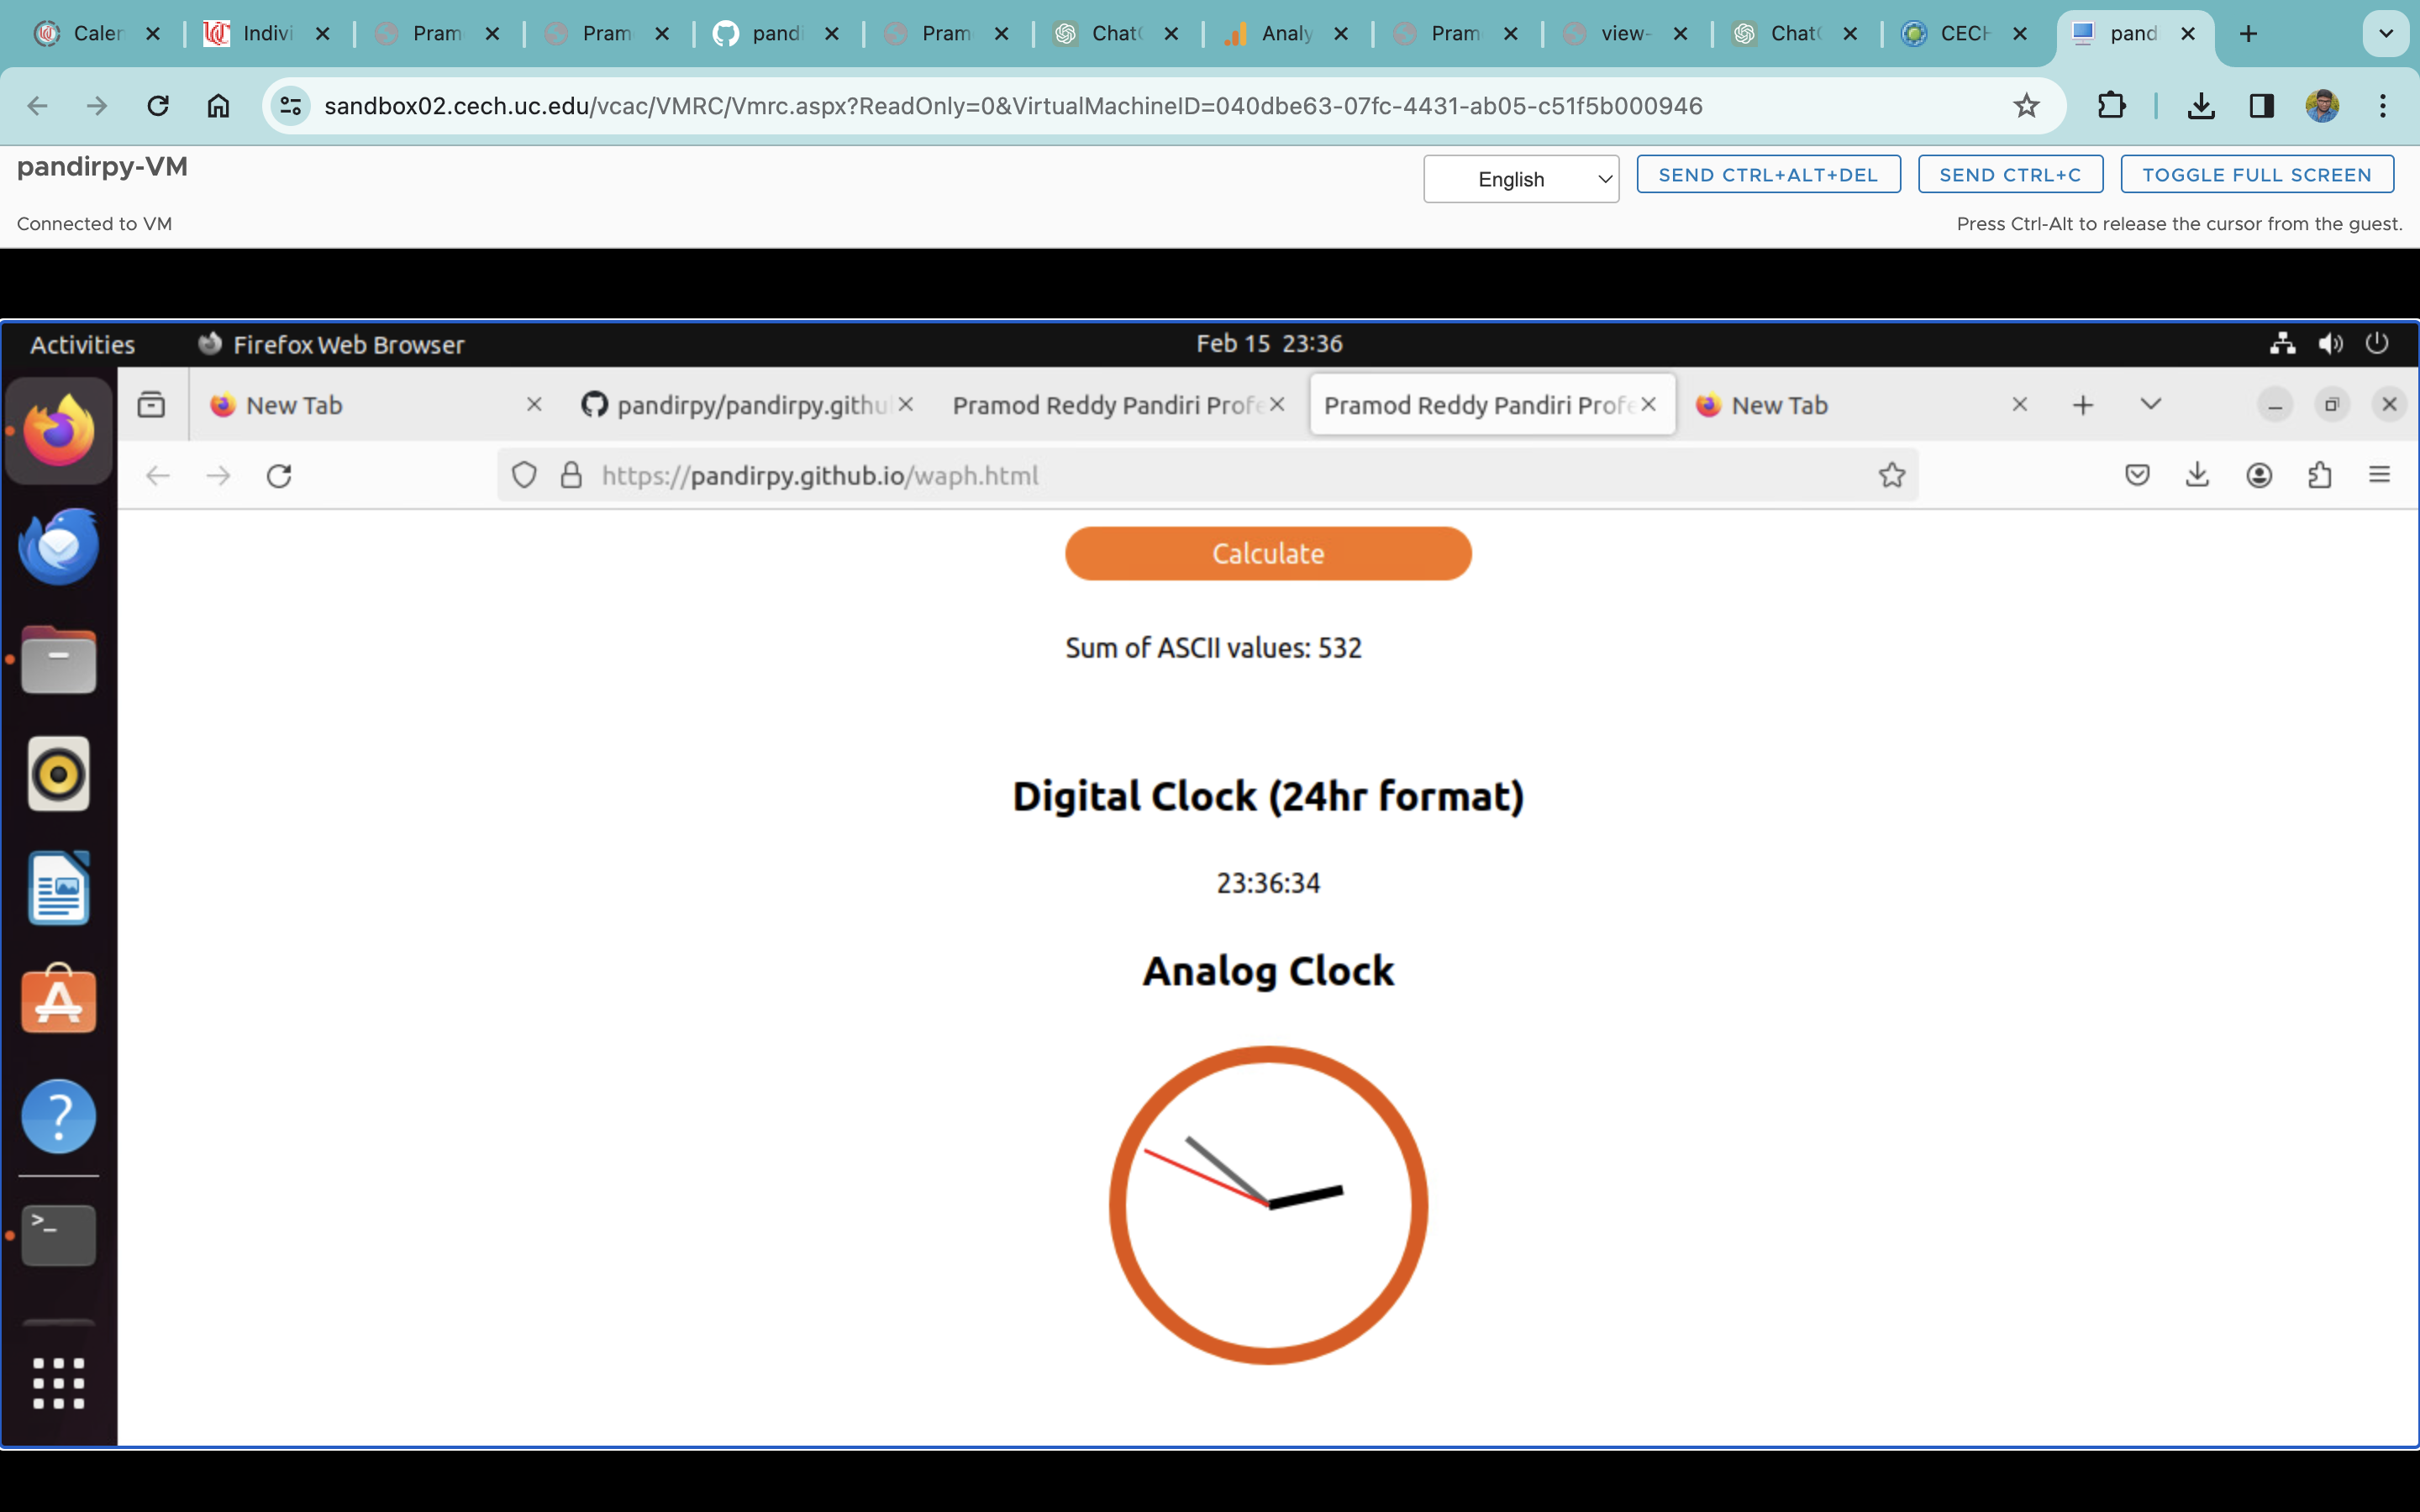 Caler
Indivi
Pram
Pram
pandi
Pram
Chat
Analy
Pram
view-
Chat
CECH
pand
sandbox02.cech.uc.edu/vcac/VMRC/Vmrc.aspx?ReadOnly=0&VirtualMachineID=040dbe63-07fc-4431-ab05-c51f5b000946
pandirpy-VM
English
SEND CTRL+ALT+DEL
SEND CTRL+C
TOGGLE FULL SCREEN
Connected to VM
Press Ctrl-Alt to release the cursor from the guest.
Activities
Firefox Web Browser
Feb 15 23:36
New Tab
pandirpy/pandirpy.githu
Pramod Reddy Pandiri Profe
Pramod Reddy Pandiri Profe
New Tab
https://pandirpy.github.io/waph.html
Calculate
Sum of ASCII values: 532
Digital Clock (24hr format)
23:36:34
Analog Clock